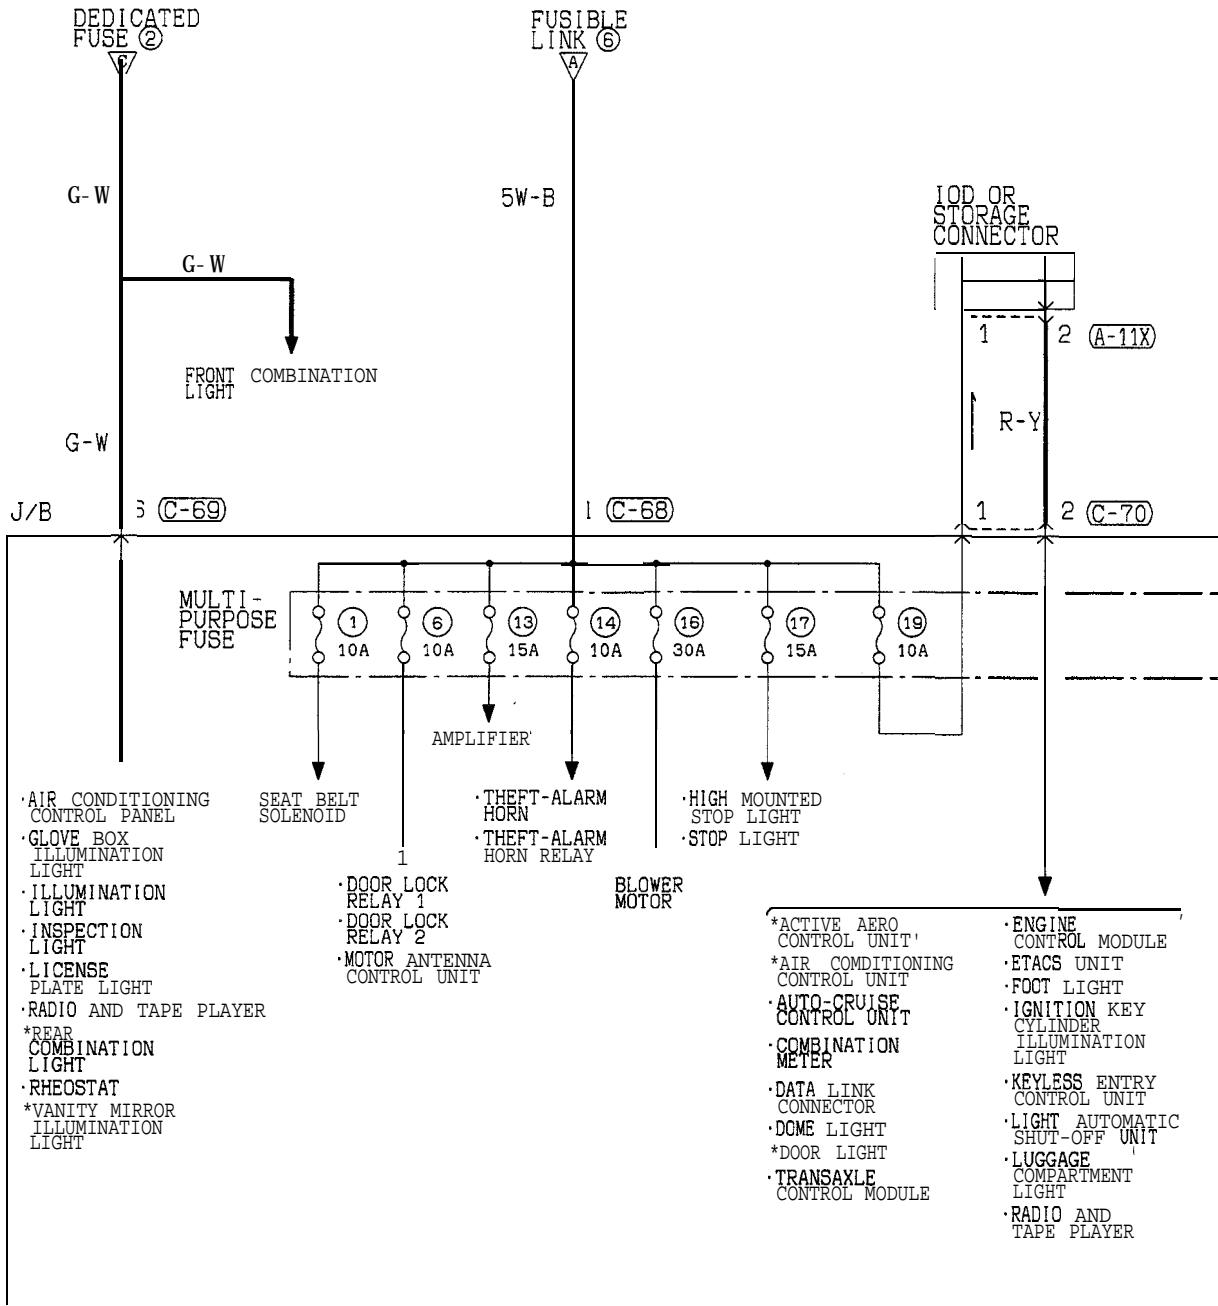 DEDICATED
FUSE ②
C
FUSIBLE
LINK ⑥
A
G-W
5W-B
G-W
IOD OR
STORAGE
CONNECTOR
1
2 (A-11X)
FRONT COMBINATION
LIGHT
R-Y
G-W
J/B
(C-69)
1 (C-68)
1
2 (C-70)
MULTI-
PURPOSE
FUSE
① 10A
⑥ 10A
⑬ 15A
⑭ 10A
⑯ 30A
⑰ 15A
⑲ 10A
AMPLIFIER
·AIR CONDITIONING
CONTROL PANEL
·GLOVE BOX
ILLUMINATION
LIGHT
·ILLUMINATION
LIGHT
·INSPECTION
LIGHT
·LICENSE
PLATE LIGHT
·RADIO AND TAPE PLAYER
*REAR
COMBINATION
LIGHT
·RHEOSTAT
*VANITY MIRROR
ILLUMINATION
LIGHT
SEAT BELT
SOLENOID
1
·DOOR LOCK
RELAY 1
·DOOR LOCK
RELAY 2
·MOTOR ANTENNA
CONTROL UNIT
·THEFT-ALARM
HORN
·THEFT-ALARM
HORN RELAY
BLOWER
MOTOR
·HIGH MOUNTED
STOP LIGHT
·STOP LIGHT
*ACTIVE AERO
CONTROL UNIT'
*AIR COMDITIONING
CONTROL UNIT
·AUTO-CRUISE
CONTROL UNIT
·COMBINATION
METER
·DATA LINK
CONNECTOR
·DOME LIGHT
*DOOR LIGHT
·TRANSAXLE
CONTROL MODULE
·ENGINE
CONTROL MODULE
·ETACS UNIT
·FOOT LIGHT
·IGNITION KEY
CYLINDER
ILLUMINATION
LIGHT
·KEYLESS ENTRY
CONTROL UNIT
·LIGHT AUTOMATIC
SHUT-OFF UNIT
·LUGGAGE
COMPARTMENT
LIGHT
·RADIO AND
TAPE PLAYER